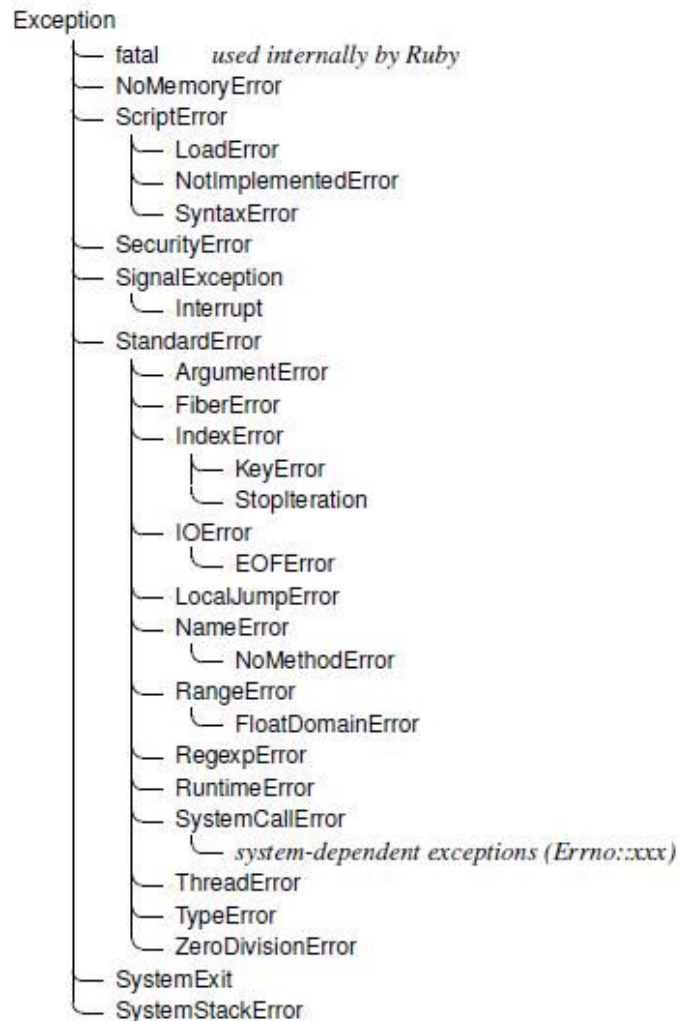 Exception
fatal used internally by Ruby
NoMemoryError
ScriptError
LoadError
NotImplementedError
SyntaxError
SecurityError
SignalException
Interrupt
StandardError
ArgumentError
FiberError
IndexError
KeyError
StopIteration
IOError
EOFError
LocalJumpError
NameError
NoMethodError
RangeError
FloatDomainError
RegexpError
RuntimeError
SystemCallError
system-dependent exceptions (Errno::xxx)
ThreadError
TypeError
ZeroDivisionError
SystemExit
SystemStackError